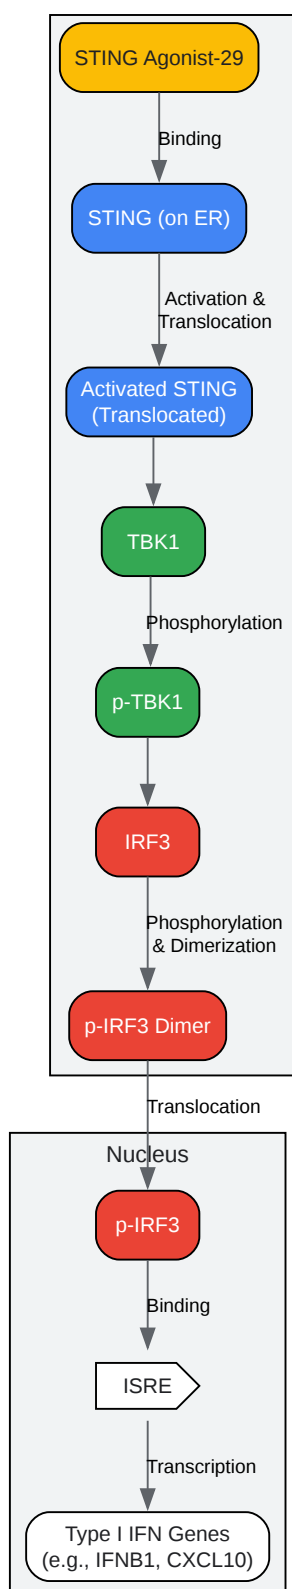 STING Agonist-29
Binding
STING (on ER)
Activation &
Translocation
Activated STING
(Translocated)
TBK1
Phosphorylation
p-TBK1
IRF3
Phosphorylation
& Dimerization
p-IRF3 Dimer
Translocation
Nucleus
p-IRF3
Binding
ISRE
Transcription
Type I IFN Genes
(e.g., IFNB1, CXCL10)